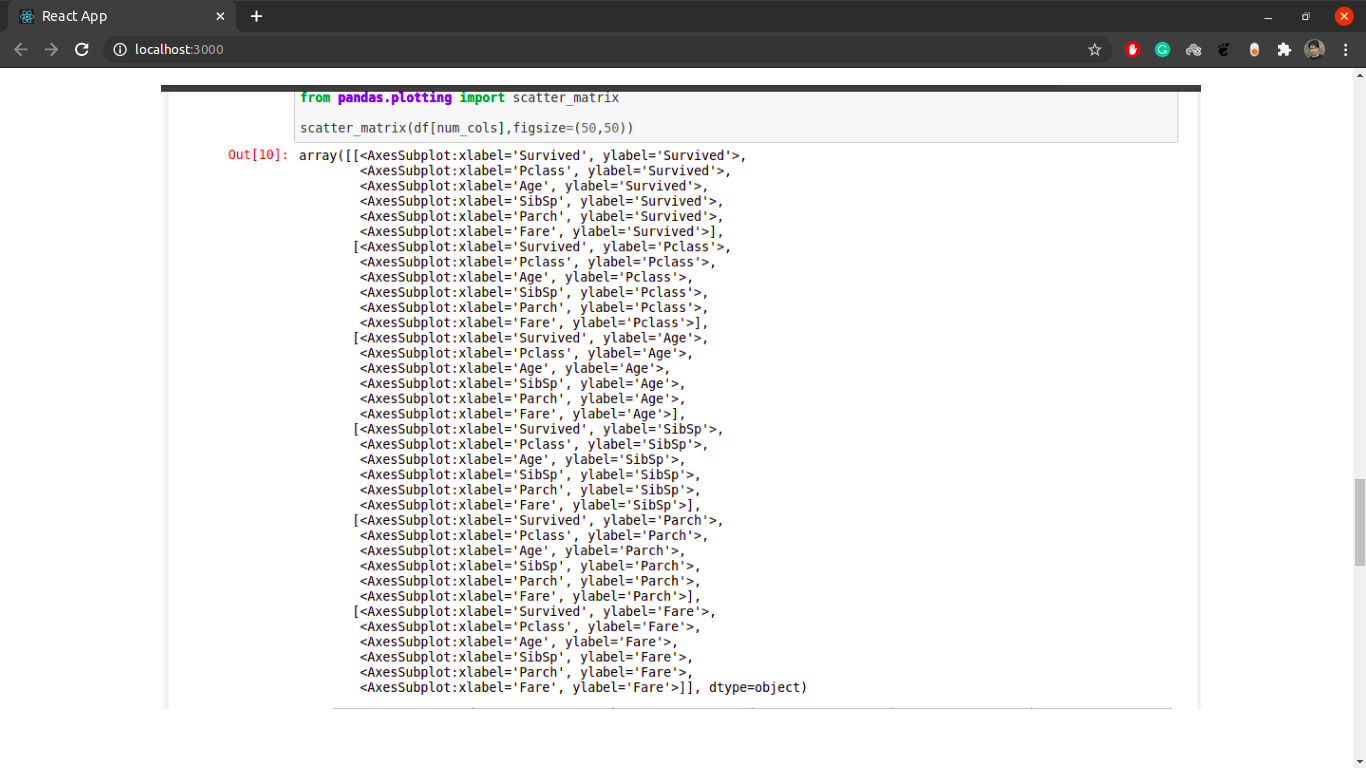 React App
localhost:3000
from pandas.plotting import scatter_matrix
scatter_matrix(df[num_cols],figsize=(50,50))
Out[10]: array([[<AxesSubplot:xlabel='Survived', ylabel='Survived'>,
<AxesSubplot:xlabel='Pclass', ylabel='Survived'>,
<AxesSubplot:xlabel='Age', ylabel='Survived'>,
<AxesSubplot:xlabel='SibSp', ylabel='Survived'>,
<AxesSubplot:xlabel='Parch', ylabel='Survived'>,
<AxesSubplot:xlabel='Fare', ylabel='Survived'>],
[<AxesSubplot:xlabel='Survived', ylabel='Pclass'>,
<AxesSubplot:xlabel='Pclass', ylabel='Pclass'>,
<AxesSubplot:xlabel='Age', ylabel='Pclass'>,
<AxesSubplot:xlabel='SibSp', ylabel='Pclass'>,
<AxesSubplot:xlabel='Parch', ylabel='Pclass'>,
<AxesSubplot:xlabel='Fare', ylabel='Pclass'>],
[<AxesSubplot:xlabel='Survived', ylabel='Age'>,
<AxesSubplot:xlabel='Pclass', ylabel='Age'>,
<AxesSubplot:xlabel='Age', ylabel='Age'>,
<AxesSubplot:xlabel='SibSp', ylabel='Age'>,
<AxesSubplot:xlabel='Parch', ylabel='Age'>,
<AxesSubplot:xlabel='Fare', ylabel='Age'>],
[<AxesSubplot:xlabel='Survived', ylabel='SibSp'>,
<AxesSubplot:xlabel='Pclass', ylabel='SibSp'>,
<AxesSubplot:xlabel='Age', ylabel='SibSp'>,
<AxesSubplot:xlabel='SibSp', ylabel='SibSp'>,
<AxesSubplot:xlabel='Parch', ylabel='SibSp'>,
<AxesSubplot:xlabel='Fare', ylabel='SibSp'>],
[<AxesSubplot:xlabel='Survived', ylabel='Parch'>,
<AxesSubplot:xlabel='Pclass', ylabel='Parch'>,
<AxesSubplot:xlabel='Age', ylabel='Parch'>,
<AxesSubplot:xlabel='SibSp', ylabel='Parch'>,
<AxesSubplot:xlabel='Parch', ylabel='Parch'>,
<AxesSubplot:xlabel='Fare', ylabel='Parch'>],
[<AxesSubplot:xlabel='Survived', ylabel='Fare'>,
<AxesSubplot:xlabel='Pclass', ylabel='Fare'>,
<AxesSubplot:xlabel='Age', ylabel='Fare'>,
<AxesSubplot:xlabel='SibSp', ylabel='Fare'>,
<AxesSubplot:xlabel='Parch', ylabel='Fare'>,
<AxesSubplot:xlabel='Fare', ylabel='Fare'>]], dtype=object)